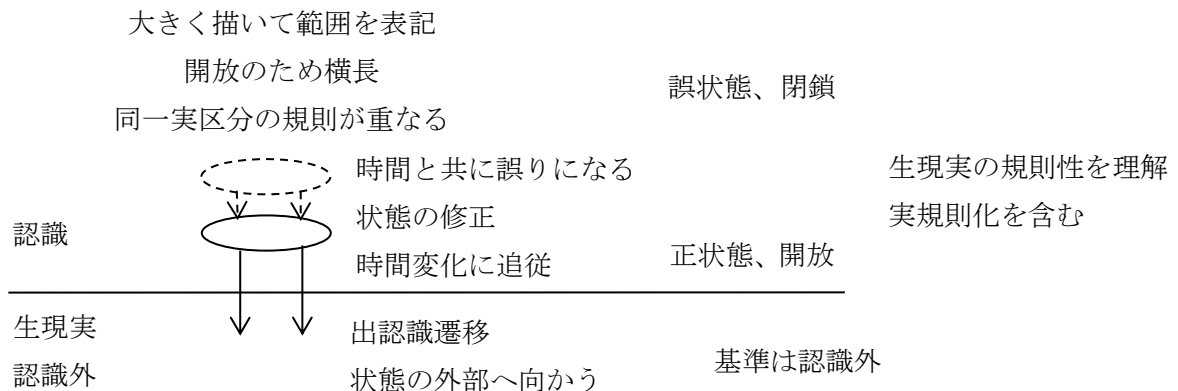 大きく描いて範囲を表記
開放のため横長
同一実区分の規則が重なる
誤状態、閉鎖
時間と共に誤りになる
状態の修正
時間変化に追従
生現実の規則性を理解
実規則化を含む
認識
正状態、開放
生現実
認識外
出認識遷移
状態の外部へ向かう
基準は認識外